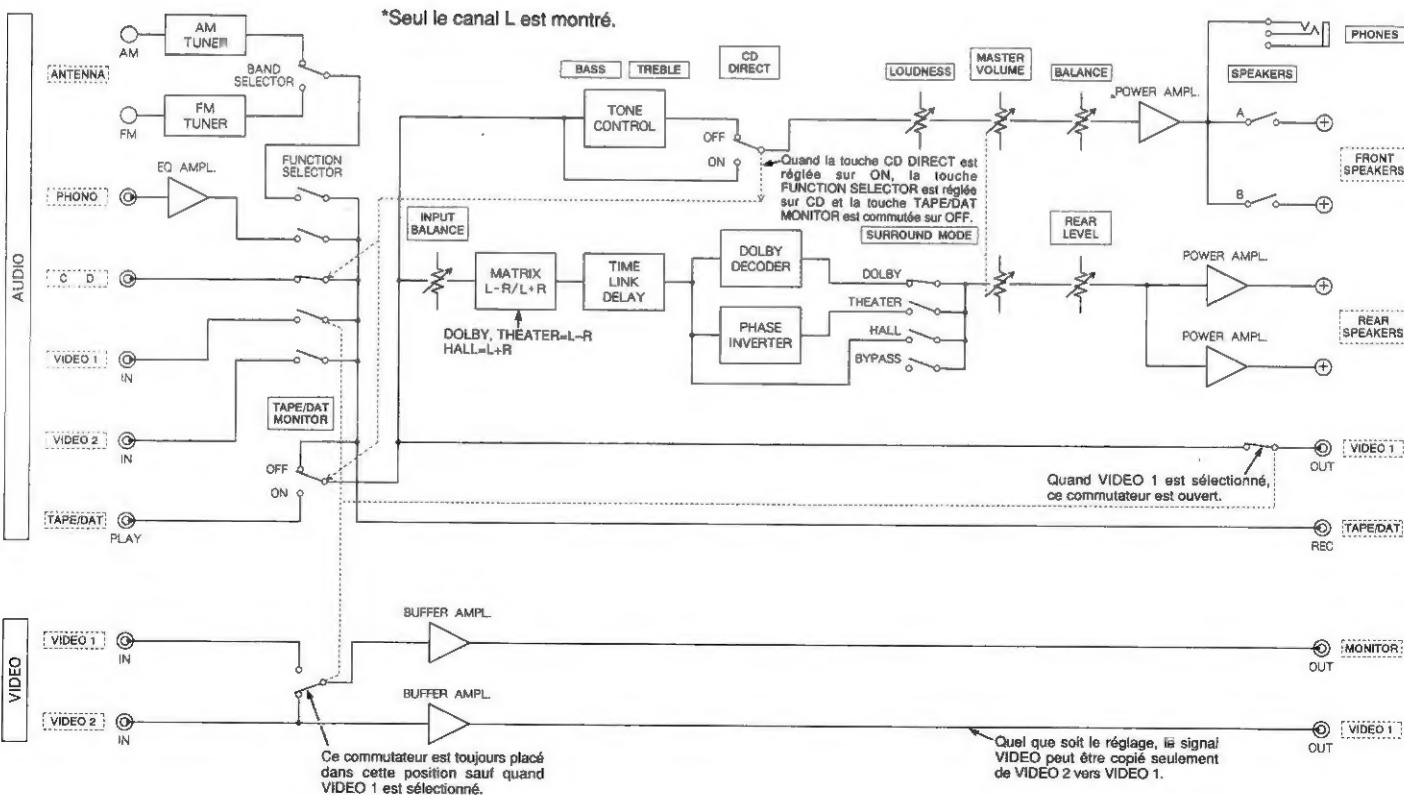 *Seul le canal L est montré.
AUDIO
ANTENNA
AM
AM
TUNER
BAND
SELECTOR
FM
FM
TUNER
PHONO
EQ AMPL.
FUNCTION
SELECTOR
C D
VIDEO 1
IN
VIDEO 2
IN
TAPE/DAT
MONITOR
OFF
ON
TAPE/DAT
PLAY
BASS
TREBLE
TONE
CONTROL
CD
DIRECT
OFF
ON
Quand la touche CD DIRECT est
réglée sur ON, la touche
FUNCTION SELECTOR est réglée
sur CD et la touche TAPE/DAT
MONITOR est commutée sur OFF.
LOUDNESS
MASTER
VOLUME
BALANCE
POWER AMPL.
PHONES
SPEAKERS
A
B
FRONT
SPEAKERS
INPUT
BALANCE
MATRIX
L-R/L+R
DOLBY, THEATER=L-R
HALL=L+R
TIME
LINK
DELAY
DOLBY
DECODER
PHASE
INVERTER
SURROUND MODE
DOLBY
THEATER
HALL
BYPASS
REAR
LEVEL
POWER AMPL.
POWER AMPL.
REAR
SPEAKERS
VIDEO 1
OUT
Quand VIDEO 1 est sélectionné,
ce commutateur est ouvert.
TAPE/DAT
REC
VIDEO
VIDEO 1
IN
VIDEO 2
IN
BUFFER AMPL.
BUFFER AMPL.
MONITOR
OUT
VIDEO 1
OUT
Ce commutateur est toujours placé
dans cette position sauf quand
VIDEO 1 est sélectionné.
Quel que soit le réglage, le signal
VIDEO peut être copié seulement
de VIDEO 2 vers VIDEO 1.